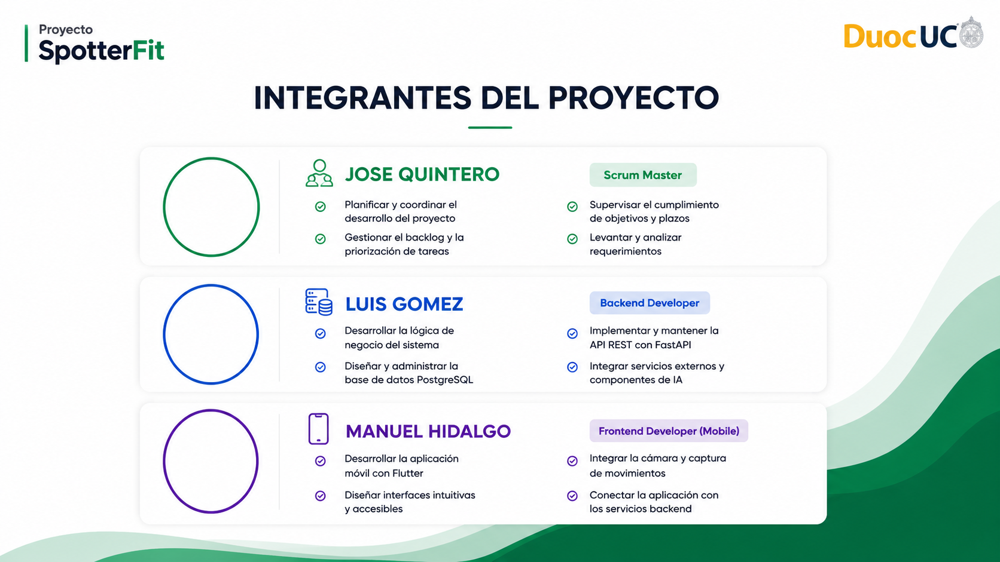 Proyecto
SpotterFit
Duoc UC
INTEGRANTES DEL PROYECTO
JOSE QUINTERO
Scrum Master
Planificar y coordinar el
desarrollo del proyecto
Supervisar el cumplimiento
de objetivos y plazos
Gestionar el backlog y la
priorización de tareas
Levantar y analizar
requerimientos
LUIS GOMEZ
Backend Developer
Desarrollar la lógica de
negocio del sistema
Implementar y mantener la
API REST con FastAPI
Diseñar y administrar la
base de datos PostgreSQL
Integrar servicios externos y
componentes de IA
MANUEL HIDALGO
Frontend Developer (Mobile)
Desarrollar la aplicación
móvil con Flutter
Integrar la cámara y captura
de movimientos
Diseñar interfaces intuitivas
y accesibles
Conectar la aplicación con
los servicios backend